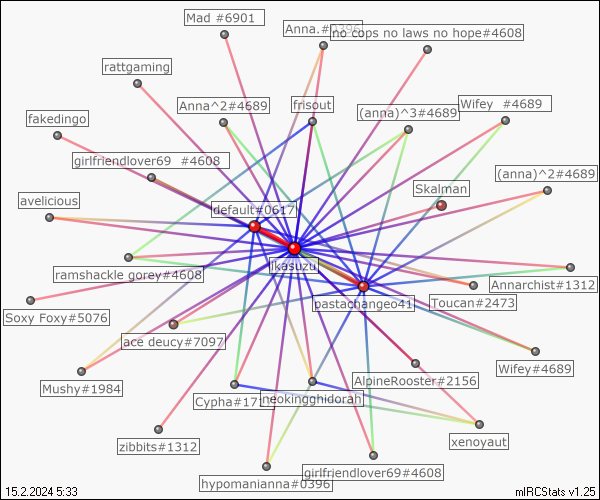 Mad #6901
Anna.#0396
no cops no laws no hope#4608
rattgaming
Anna^2#4689
frisout
(anna)^3#4689
Wifey #4689
fakedingo
girlfriendlover69 #4608
(anna)^2#4689
Skalman
avelicious
default#0617
ikasuzu
ramshackle gorey#4608
Annarchist#1312
pastachangeo41
Toucan#2473
Soxy Foxy#5076
ace deucy#7097
Wifey#4689
AlpineRooster#2156
Mushy#1984
Cypha#1
neokingghidorah
zibbits#1312
xenoyaut
girlfriendlover69#4608
hypomanianna#0396
15.2.2024 5:33
mIRCStats v1.25